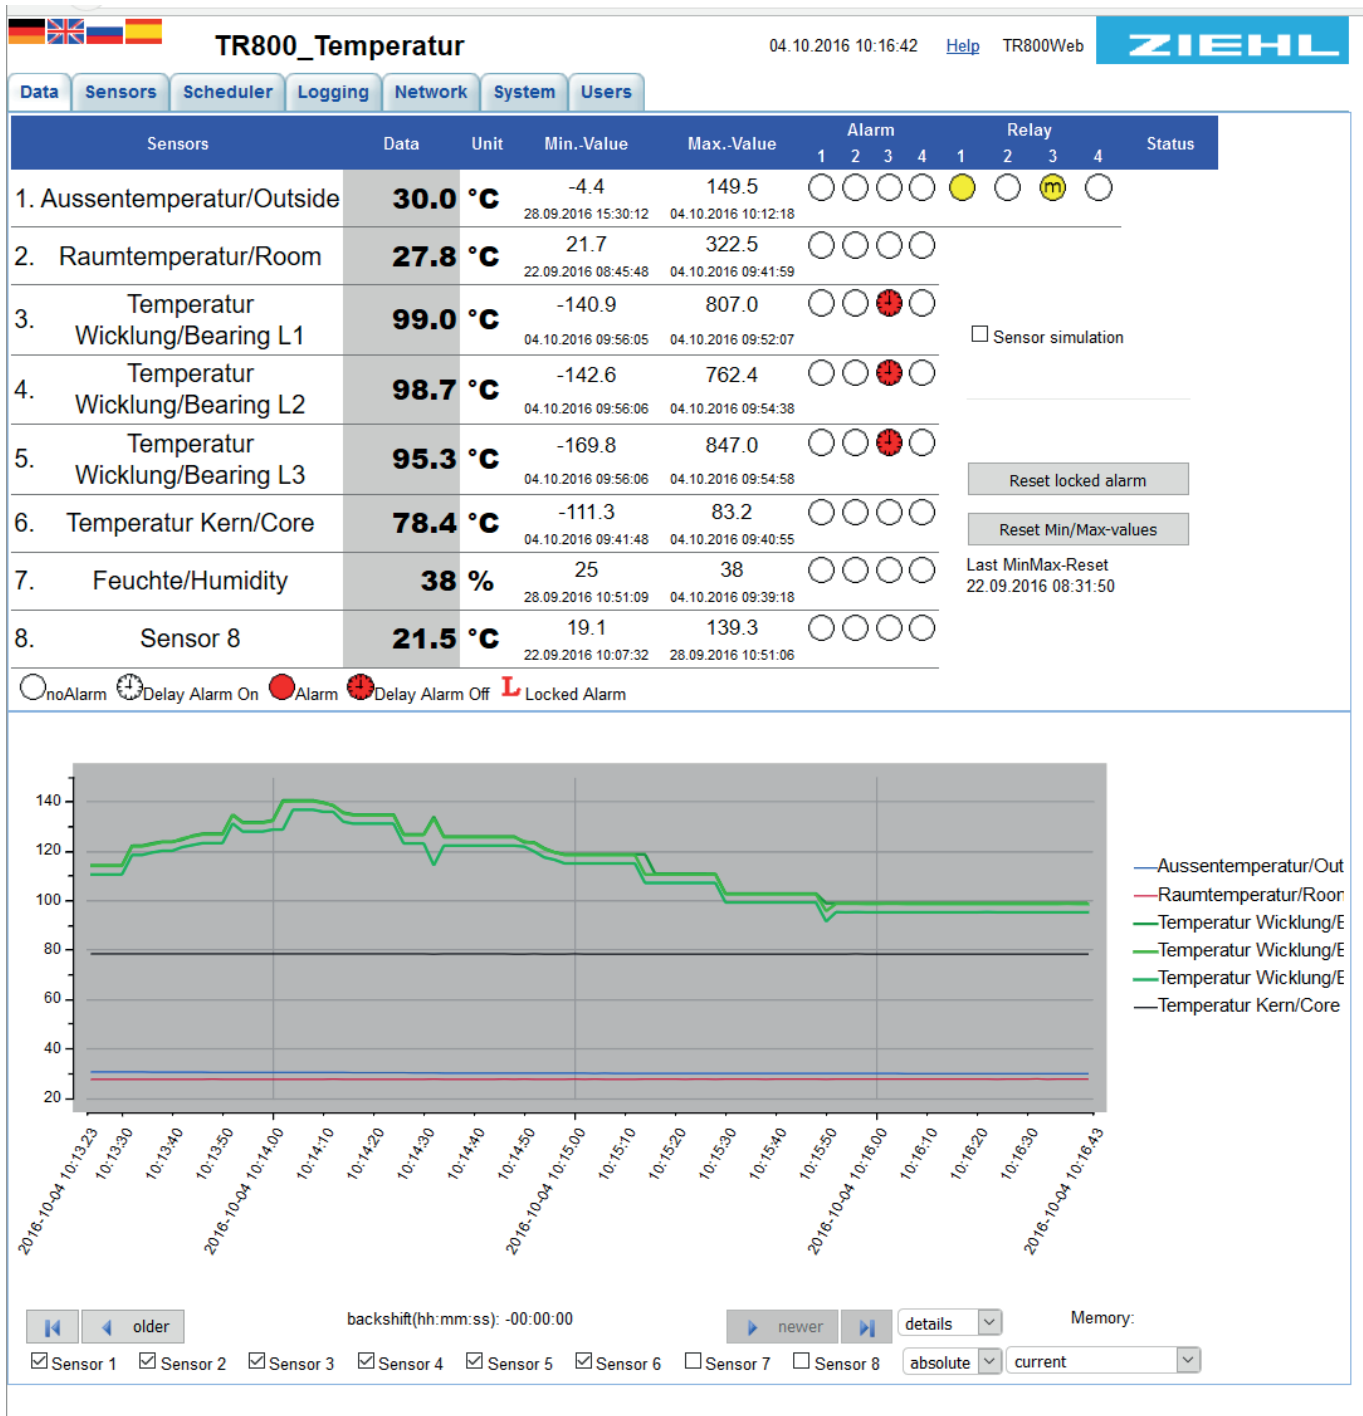 TR800_Temperatur 04.10.2016 10:16:42 Help TR800Web ZIEHL
Data Sensors Scheduler Logging Network System Users
Sensors Data Unit Min.-Value Max.-Value Alarm Relay Status
1 2 3 4 1 2 3 4
1. Aussentemperatur/Outside 30.0 °C -4.4 149.5 m
28.09.2016 15:30:12 04.10.2016 10:12:18
2. Raumtemperatur/Room 27.8 °C 21.7 322.5
22.09.2016 08:45:48 04.10.2016 09:41:59
3. Temperatur Wicklung/Bearing L1 99.0 °C -140.9 807.0
04.10.2016 09:56:05 04.10.2016 09:52:07
Sensor simulation
4. Temperatur Wicklung/Bearing L2 98.7 °C -142.6 762.4
04.10.2016 09:56:06 04.10.2016 09:54:38
5. Temperatur Wicklung/Bearing L3 95.3 °C -169.8 847.0
04.10.2016 09:56:06 04.10.2016 09:54:58
Reset locked alarm
6. Temperatur Kern/Core 78.4 °C -111.3 83.2
04.10.2016 09:41:48 04.10.2016 09:40:55
Reset Min/Max-values
7. Feuchte/Humidity 38 % 25 38
28.09.2016 10:51:09 04.10.2016 09:39:18
Last MinMax-Reset
22.09.2016 08:31:50
8. Sensor 8 21.5 °C 19.1 139.3
22.09.2016 10:07:32 28.09.2016 10:51:06
noAlarm Delay Alarm On Alarm Delay Alarm Off L Locked Alarm
140
120
100
80
60
40
20
Aussentemperatur/Out
Raumtemperatur/Roon
Temperatur Wicklung/E
Temperatur Wicklung/E
Temperatur Wicklung/E
Temperatur Kern/Core
2016-10-04 10:13:23
10:13:30
10:13:40
10:13:50
2016-10-04 10:14:00
10:14:10
10:14:20
10:14:30
10:14:40
10:14:50
2016-10-04 10:15:00
10:15:10
10:15:20
10:15:30
10:15:40
10:15:50
2016-10-04 10:16:00
10:16:10
10:16:20
10:16:30
2016-10-04 10:16:43
older backshift(hh:mm:ss): -00:00:00 newer details Memory:
Sensor 1 Sensor 2 Sensor 3 Sensor 4 Sensor 5 Sensor 6 Sensor 7 Sensor 8 absolute current